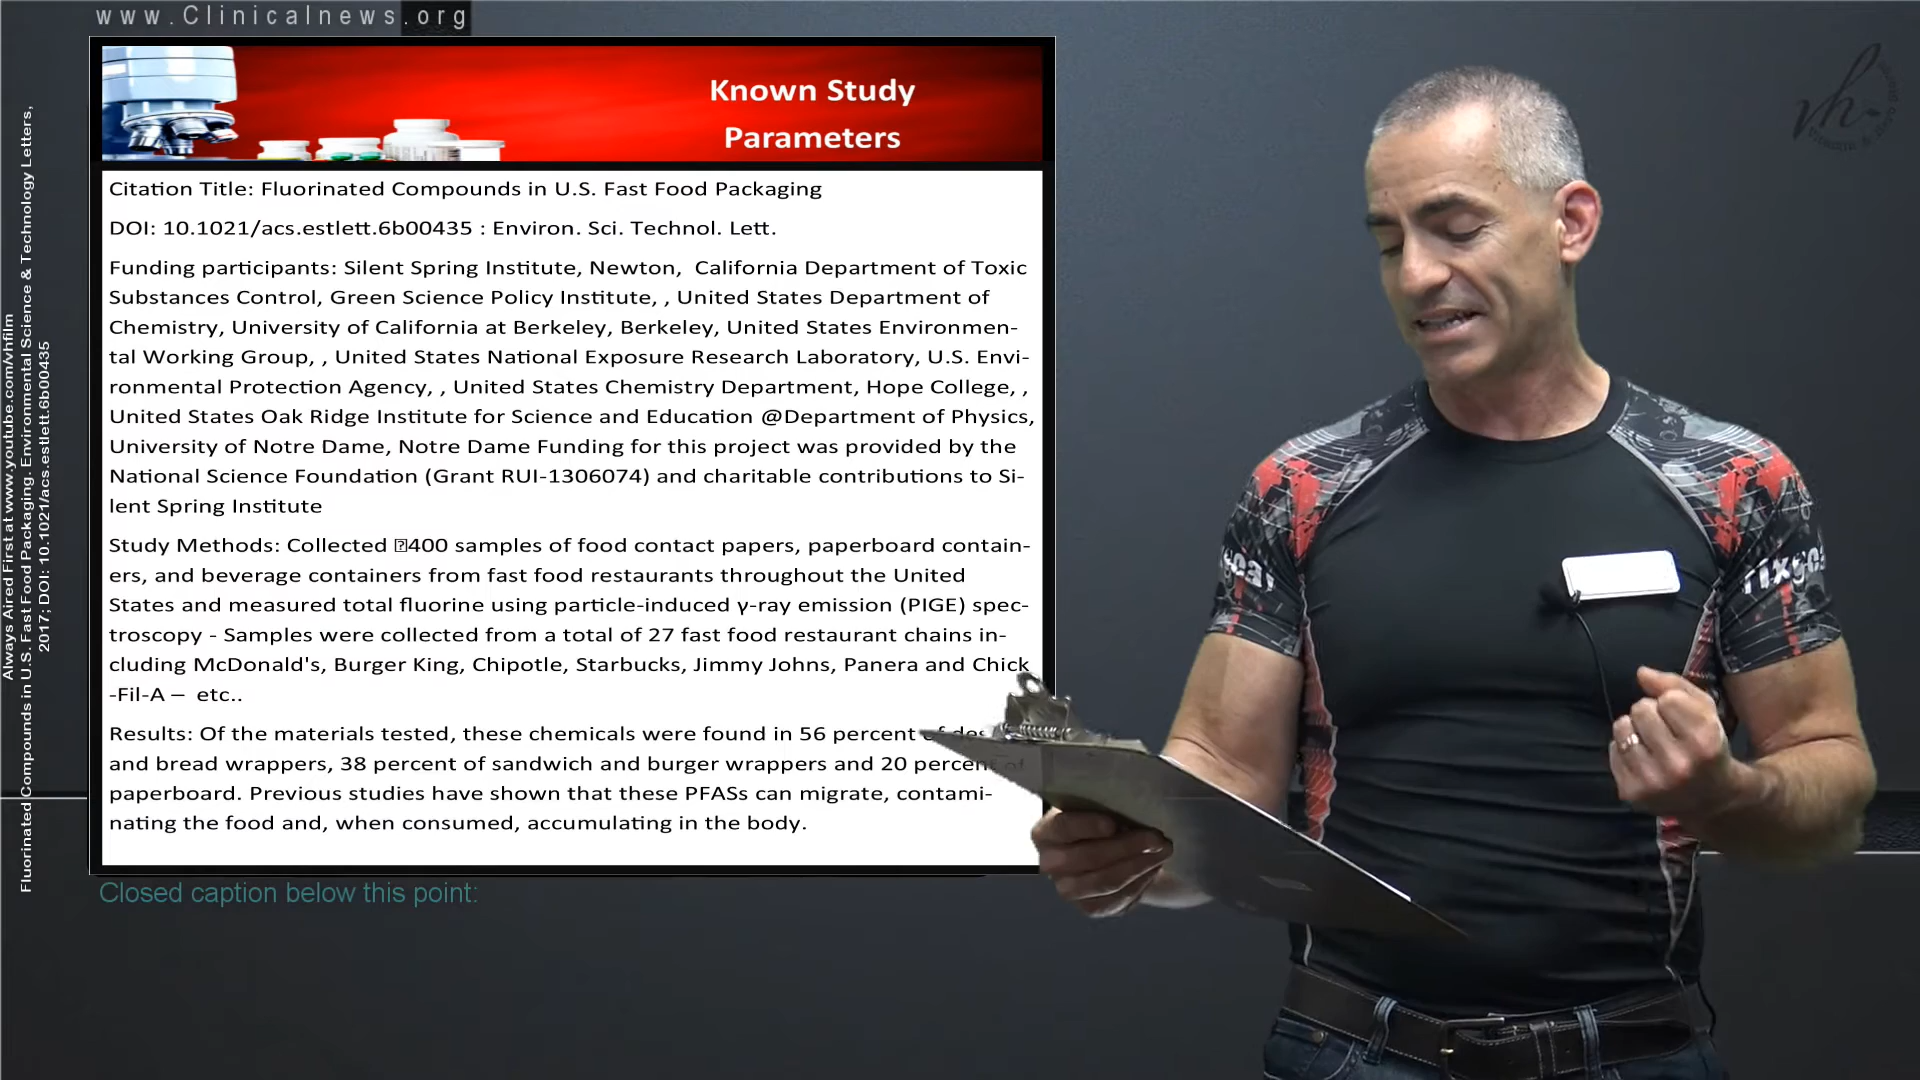 www.Clinicalnews.org
Known Study
Parameters
Citation Title: Fluorinated Compounds in U.S. Fast Food Packaging
DOI: 10.1021/acs.estlett.6b00435 : Environ. Sci. Technol. Lett.
Funding participants: Silent Spring Institute, Newton,  California Department of Toxic
Substances Control, Green Science Policy Institute, , United States Department of
Chemistry, University of California at Berkeley, Berkeley, United States Environmen-
tal Working Group, , United States National Exposure Research Laboratory, U.S. Envi-
ronmental Protection Agency, , United States Chemistry Department, Hope College, ,
United States Oak Ridge Institute for Science and Education @Department of Physics,
University of Notre Dame, Notre Dame Funding for this project was provided by the
National Science Foundation (Grant RUI-1306074) and charitable contributions to Si-
lent Spring Institute
Study Methods: Collected 400 samples of food contact papers, paperboard contain-
ers, and beverage containers from fast food restaurants throughout the United
States and measured total fluorine using particle-induced γ-ray emission (PIGE) spec-
troscopy - Samples were collected from a total of 27 fast food restaurant chains in-
cluding McDonald's, Burger King, Chipotle, Starbucks, Jimmy Johns, Panera and Chick
-Fil-A – etc..
Results: Of the materials tested, these chemicals were found in 56 percent of
and bread wrappers, 38 percent of sandwich and burger wrappers and 20 percent of
paperboard. Previous studies have shown that these PFASs can migrate, contami-
nating the food and, when consumed, accumulating in the body.
Closed caption below this point:
Always Aired First at www.youtube.com/vhfilm
Fluorinated Compounds in U.S. Fast Food Packaging. Environmental Science & Technology Letters,
2017; DOI: 10.1021/acs.estlett.6b00435
vh